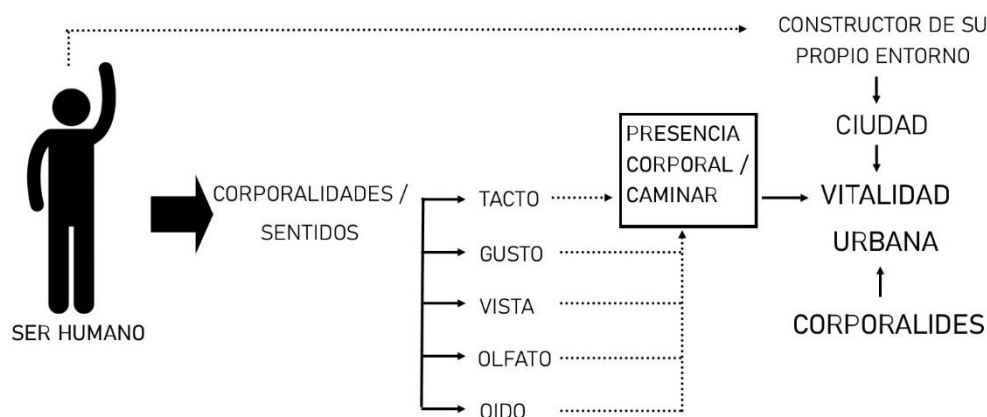 CONSTRUCTOR DE SU
PROPIO ENTORNO
CIUDAD
VITALIDAD
URBANA
CORPORALIDES
PRESENCIA
CORPORAL /
CAMINAR
CORPORALIDADES /
SENTIDOS
TACTO
GUSTO
VISTA
OLFATO
OIDO
SER HUMANO